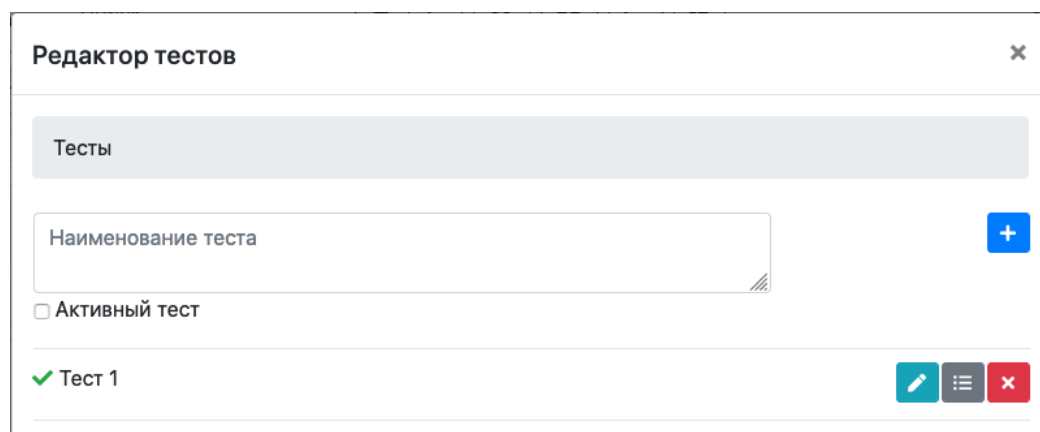 Редактор тестов
Тесты
Наименование теста
Активный тест
Тест 1